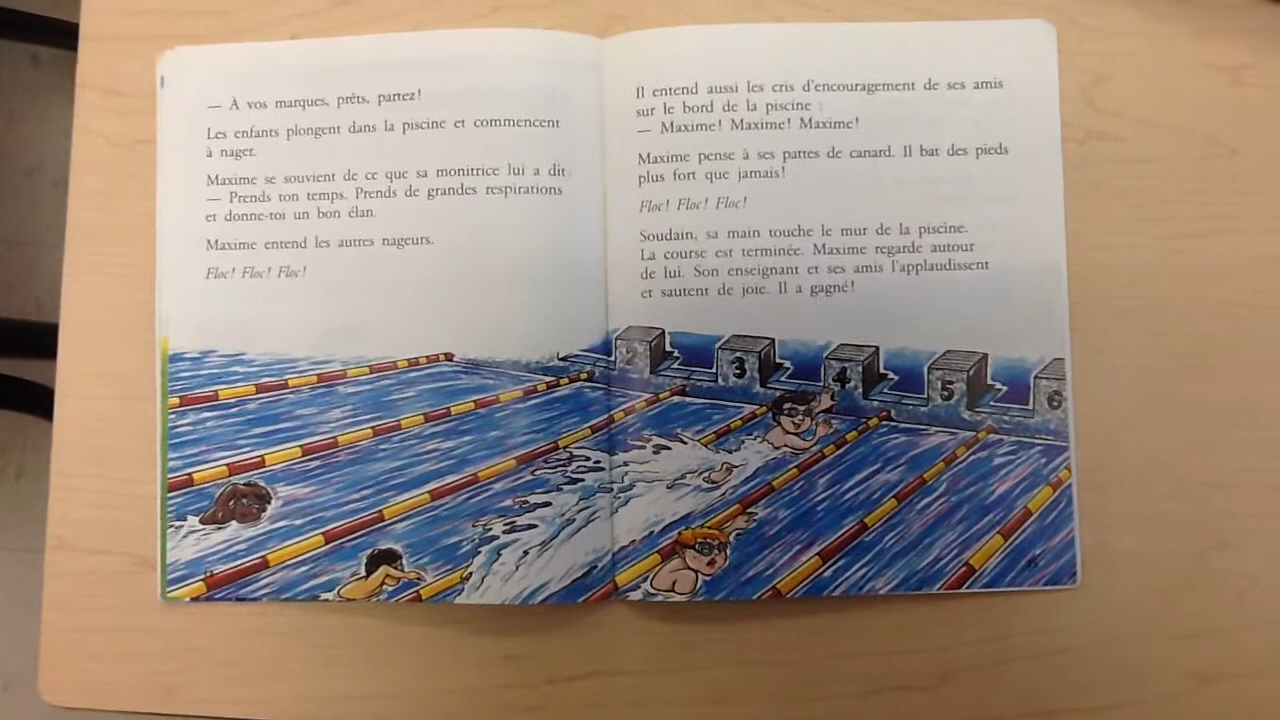 — À vos marques, prêts, partez!
Les enfants plongent dans la piscine et commencent
à nager.
Maxime se souvient de ce que sa monitrice lui a dit :
— Prends ton temps. Prends de grandes respirations
et donne-toi un bon élan.
Maxime entend les autres nageurs.
Floc! Floc! Floc!
Il entend aussi les cris d'encouragement de ses amis
sur le bord de la piscine :
— Maxime! Maxime! Maxime!
Maxime pense à ses pattes de canard. Il bat des pieds
plus fort que jamais!
Floc! Floc! Floc!
Soudain, sa main touche le mur de la piscine.
La course est terminée. Maxime regarde autour
de lui. Son enseignant et ses amis l'applaudissent
et sautent de joie. Il a gagné!
2
3
4
5
6